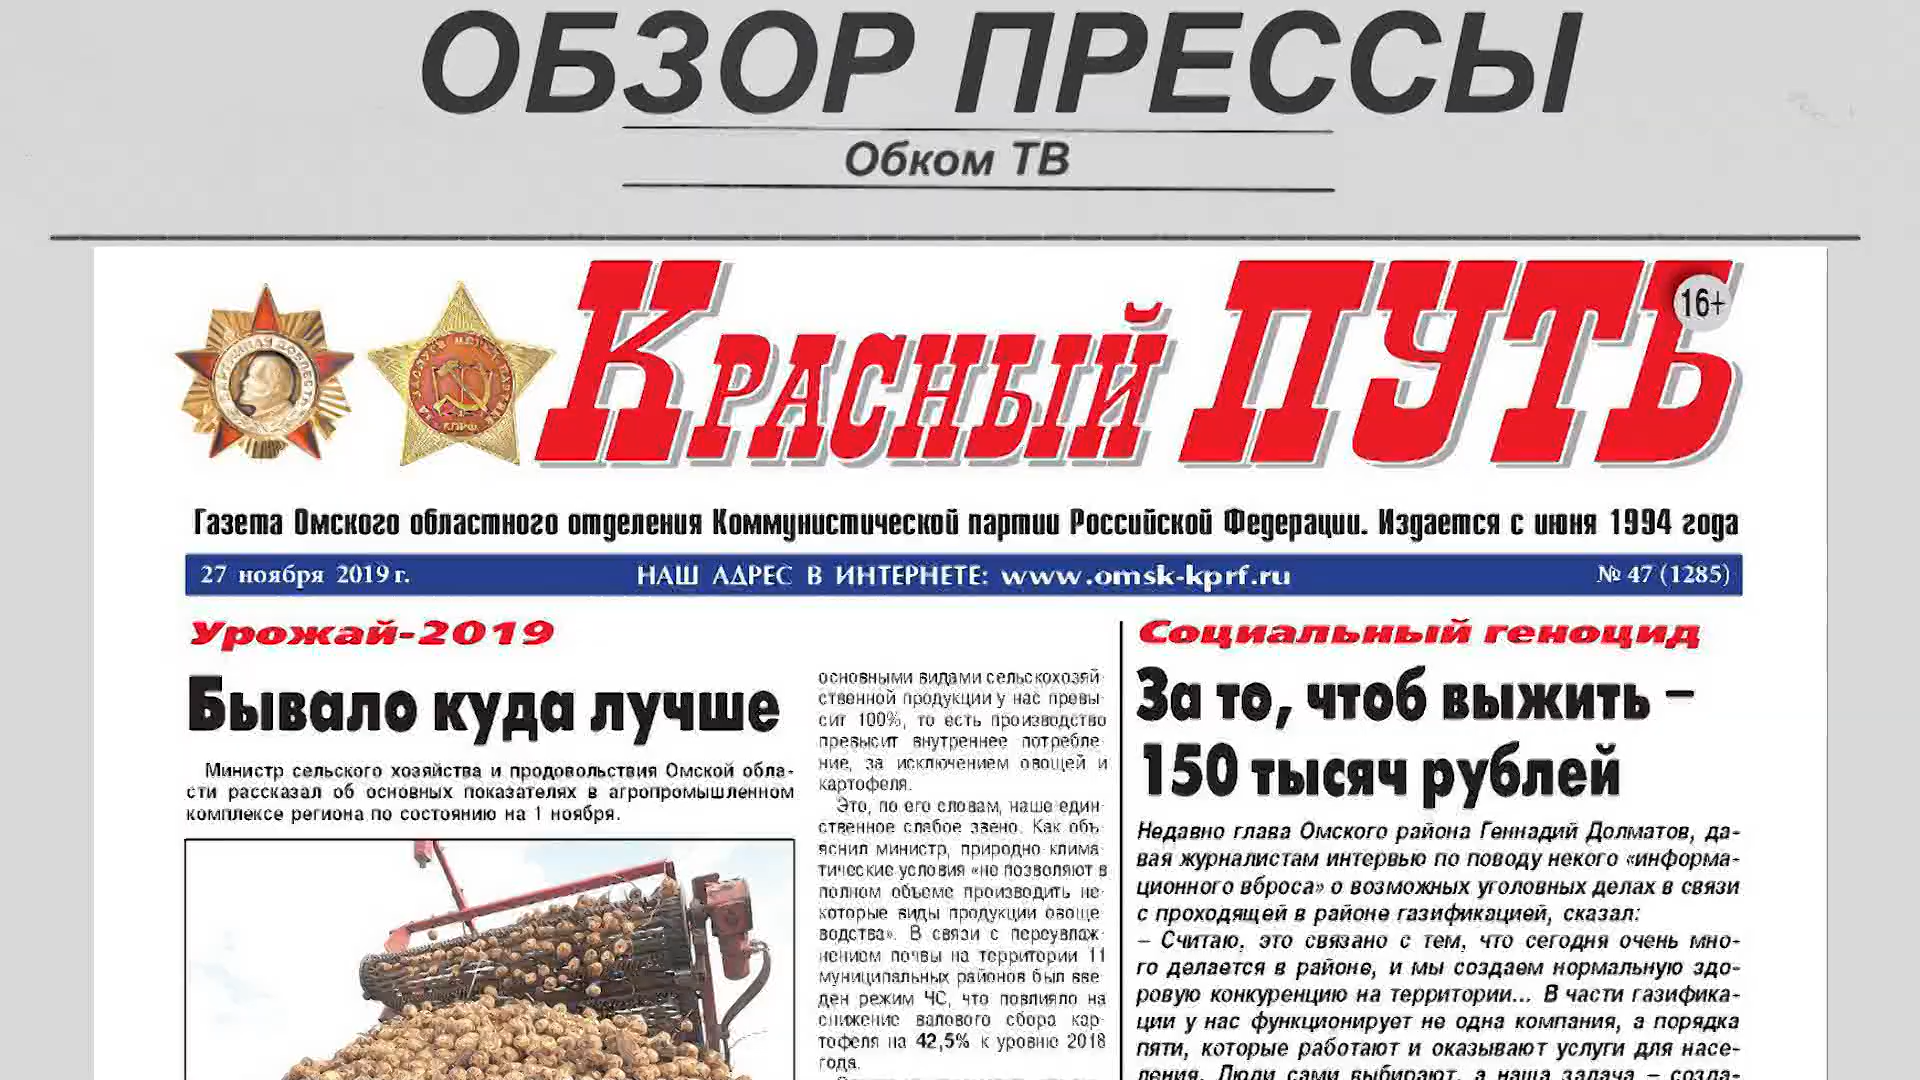 ОБЗОР ПРЕССЫ
Обком ТВ
КРАСНЫЙ ПУТЬ
16+
Газета Омского областного отделения Коммунистической партии Российской Федерации. Издается с июня 1994 года
27 ноября 2019 г.
НАШ АДРЕС В ИНТЕРНЕТЕ: www.omsk-kprf.ru
№ 47 (1285)
Урожай-2019
Бывало куда лучше
Министр сельского хозяйства и продовольствия Омской обла-
сти рассказал об основных показателях в агропромышленном
комплексе региона по состоянию на 1 ноября.
основными видами сельскохозяй-
ственной продукции у нас превы-
сит 100%, то есть производство
превысит внутреннее потребле-
ние, за исключением овощей и
картофеля.
Это, по его словам, наше един-
ственное слабое звено. Как объ-
яснил министр, природно-клима-
тические условия «не позволяют в
полном объеме производить не-
которые виды продукции овоще-
водства». В связи с переувлаж-
нением почвы на территории 11
муниципальных районов был вве-
ден режим ЧС, что повлияло на
снижение валового сбора кар-
тофеля на 42,5% к уровню 2018
года.
Социальный геноцид
За то, чтоб выжить –
150 тысяч рублей
Недавно глава Омского района Геннадий Долматов, да-
вая журналистам интервью по поводу некого «информа-
ционного вброса» о возможных уголовных делах в связи
с проходящей в районе газификацией, сказал:
– Считаю, это связано с тем, что сегодня очень мно-
го делается в районе, и мы создаем нормальную здо-
ровую конкуренцию на территории... В части газифика-
ции у нас функционирует не одна компания, а порядка
пяти, которые работают и оказывают услуги для насе-
ления. Люди сами выбирают, а наша задача – созда-